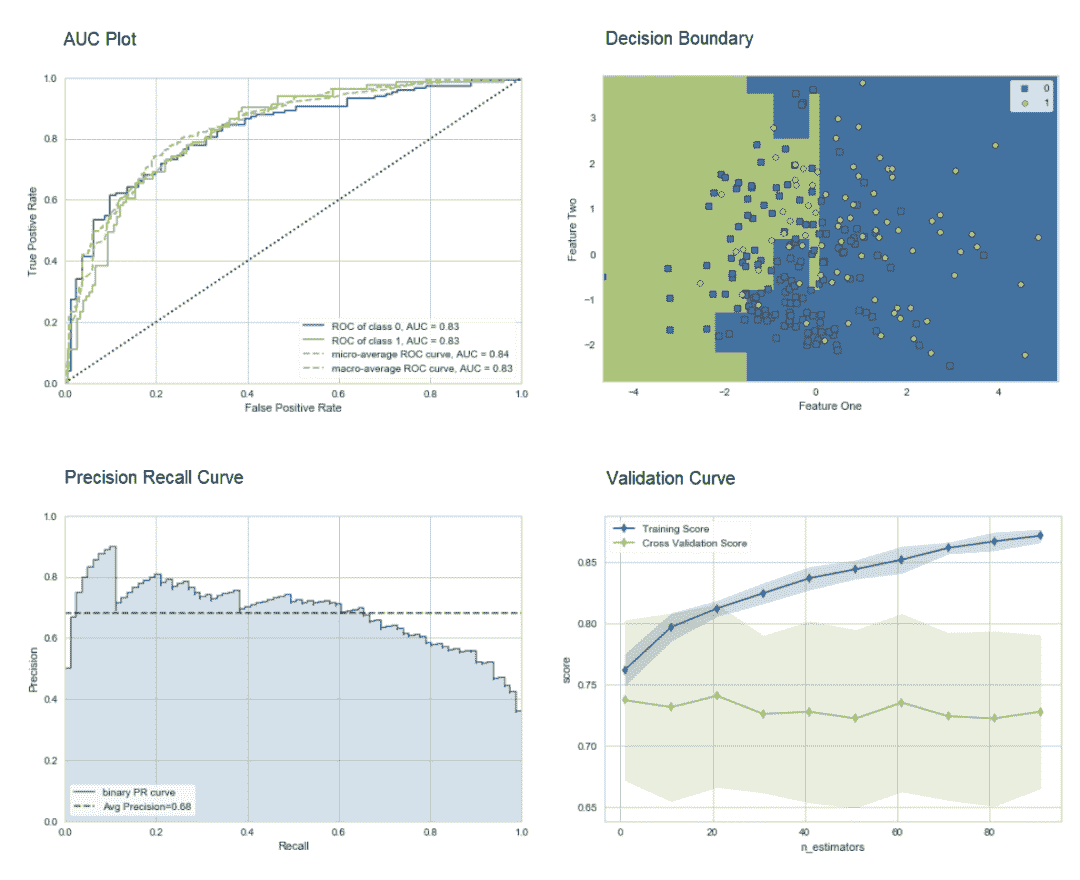 AUC Plot
1.0
0.8
0.6
0.4
0.2
0.0
True Positive Rate
ROC of class 0, AUC = 0.83
ROC of class 1, AUC = 0.83
micro-average ROC curve, AUC = 0.84
macro-average ROC curve, AUC = 0.83
0.0 0.2 0.4 0.6 0.8 1.0
False Positive Rate
Decision Boundary
0
1
3
2
1
0
−1
−2
Feature Two
−4 −2 0 2 4
Feature One
Precision Recall Curve
1.0
0.8
0.6
0.4
0.2
0.0
Precision
binary PR curve
Avg Precision=0.68
0.0 0.2 0.4 0.6 0.8 1.0
Recall
Validation Curve
Training Score
Cross Validation Score
0.85
0.80
0.75
0.70
0.65
score
0 20 40 60 80
n_estimators